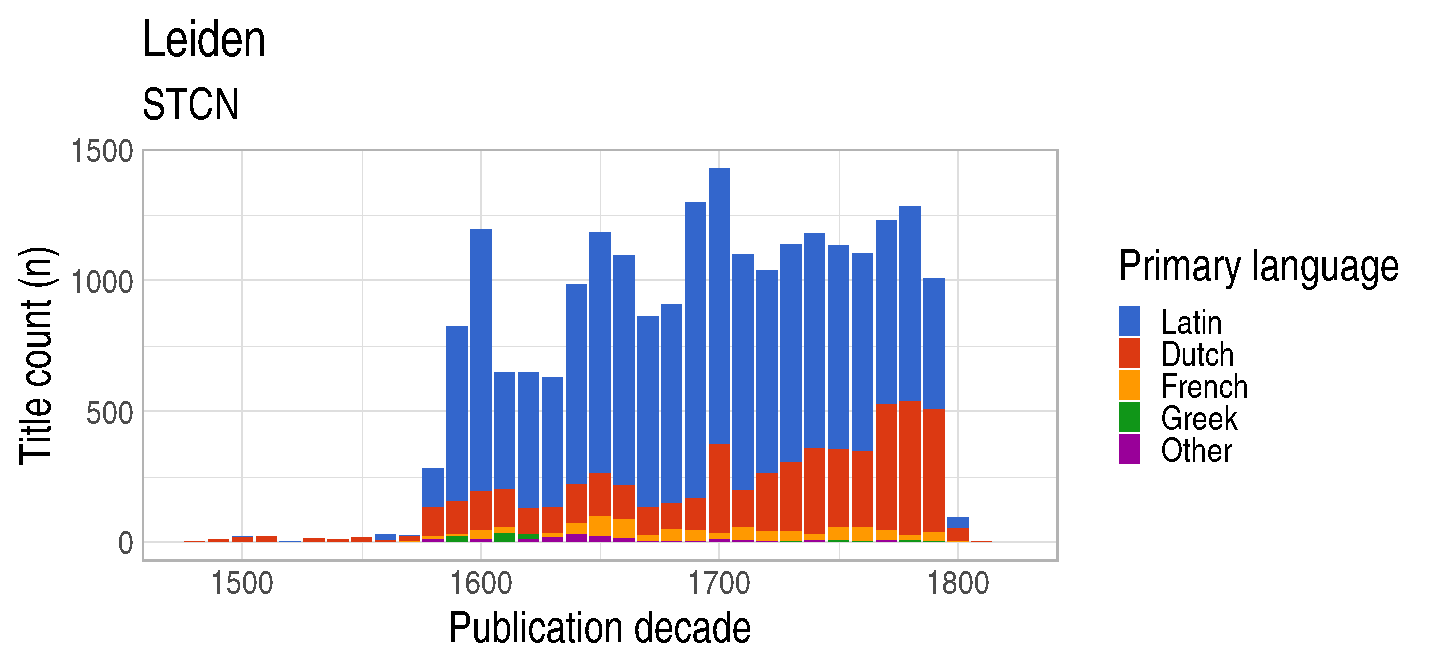 Leiden
STCN
1500
1000
500
0
Title count (n)
1500 1600 1700 1800
Publication decade
Primary language
Latin
Dutch
French
Greek
Other